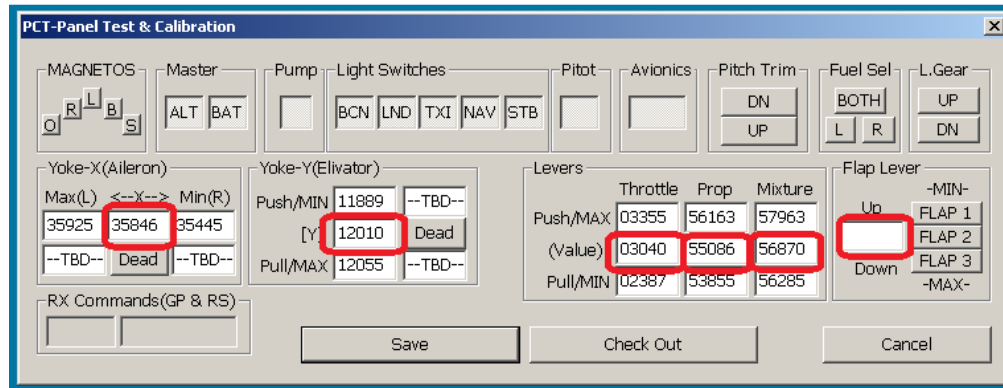 PCT-Panel Test & Calibration
MAGNETOS Master Pump Light Switches Pitot Avionics Pitch Trim Fuel Sel L.Gear
O R L B S ALT BAT BCN LND TXI NAV STB DN BOTH UP
UP L R DN
Yoke-X(Aileron) Yoke-Y(Elivator) Levers Flap Lever
Max(L) <--X--> Min(R) Push/MIN 11889 --TBD-- Throttle Prop Mixture Up -MIN-
35925 35846 35445 [Y] 12010 Dead Push/MAX 03355 56163 57963 FLAP 1
--TBD-- Dead --TBD-- Pull/MAX 12055 --TBD-- (Value) 03040 55086 56870 FLAP 2
Pull/MIN 02387 53855 56285 Down FLAP 3
-MAX-
RX Commands(GP & RS)
Save Check Out Cancel